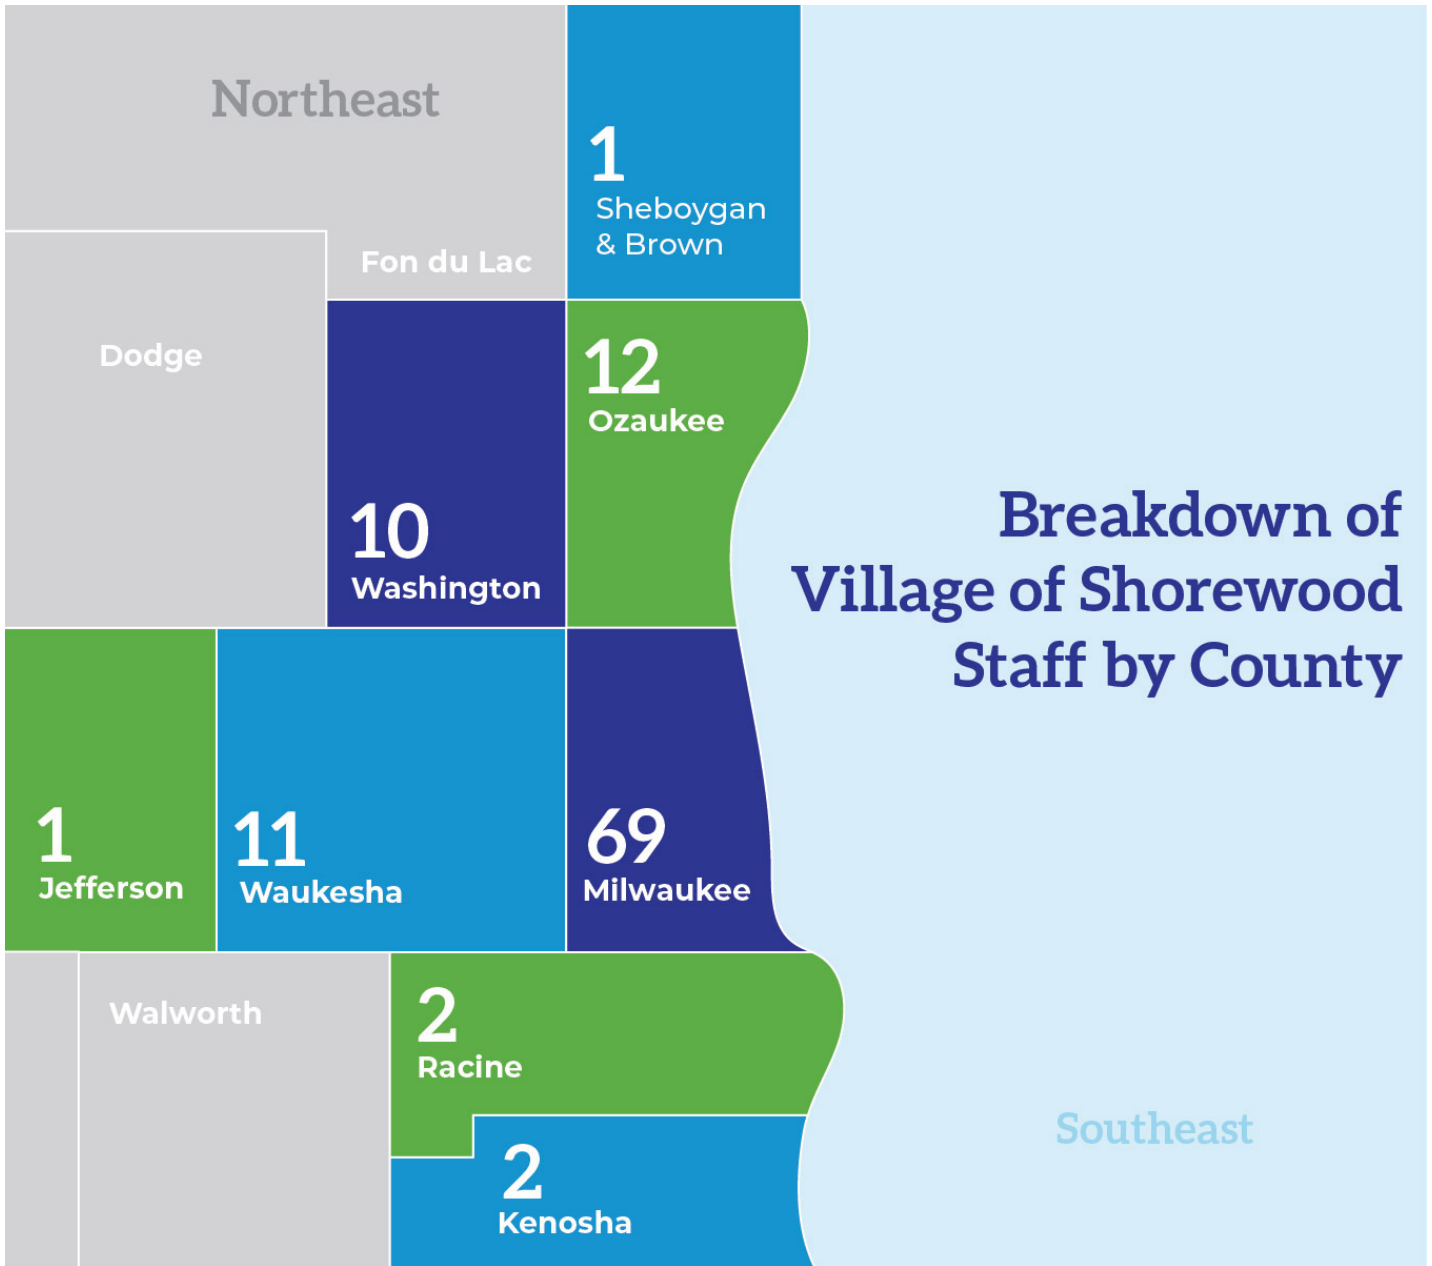 Northeast
1
Sheboygan
& Brown
Fon du Lac
Dodge
12
Ozaukee
10
Washington
Breakdown of
Village of Shorewood
Staff by County
1
Jefferson
11
Waukesha
69
Milwaukee
Walworth
2
Racine
2
Kenosha
Southeast